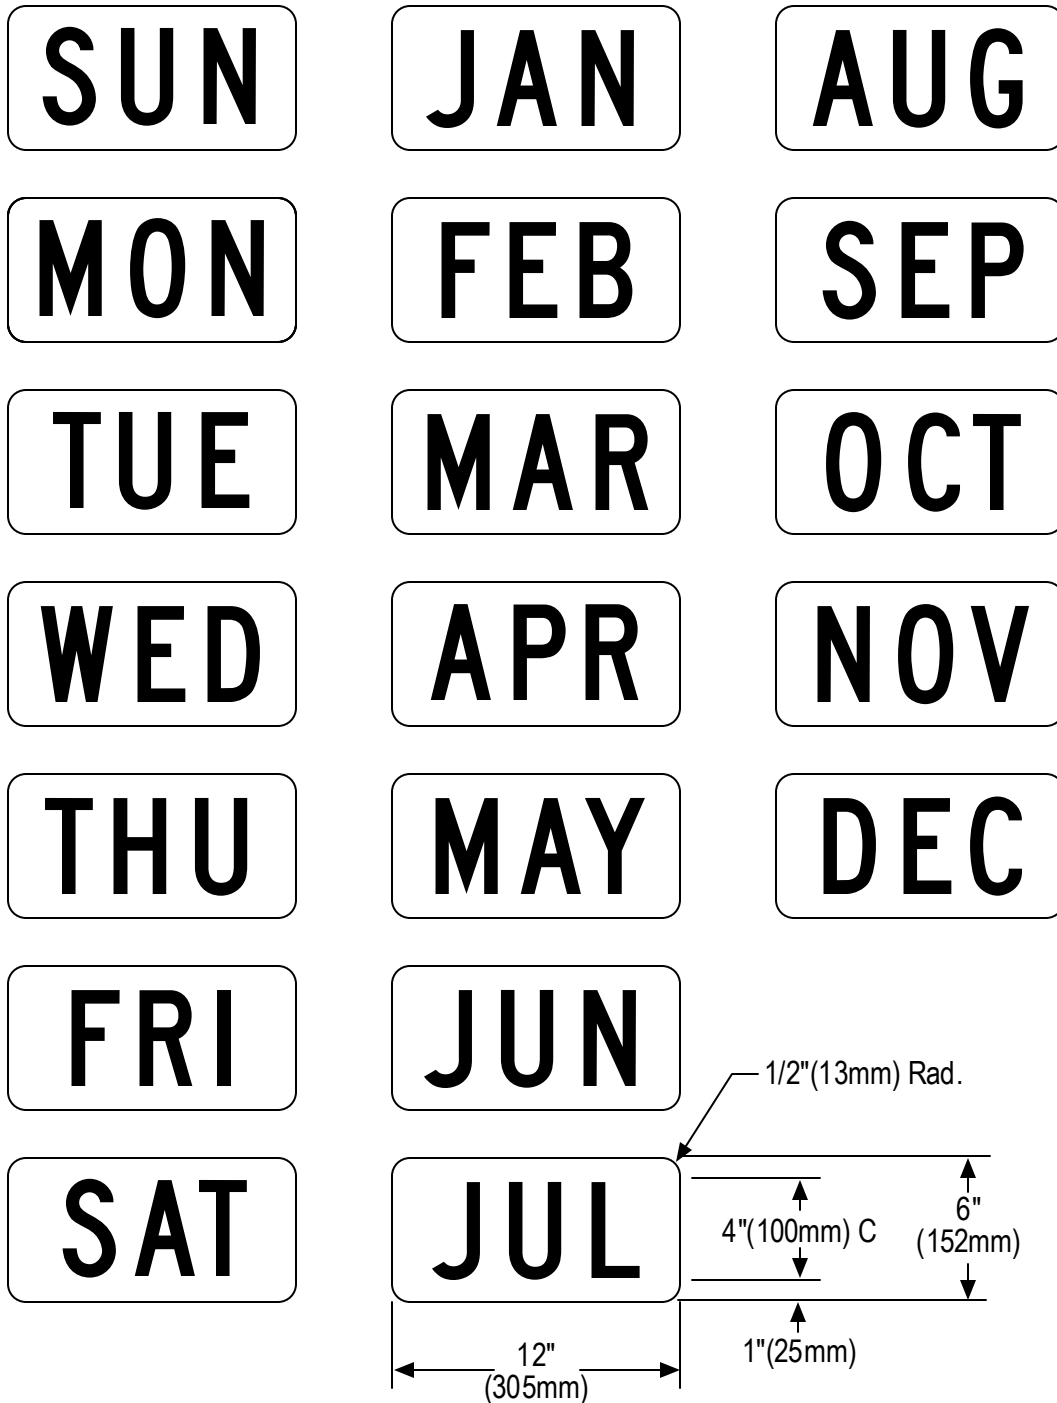 SUN JAN AUG
MON FEB SEP
TUE MAR OCT
WED APR NOV
THU MAY DEC
FRI JUN
1/2"(13mm) Rad.
SAT JUL
4"(100mm) C
6"
(152mm)
1"(25mm)
12"
(305mm)